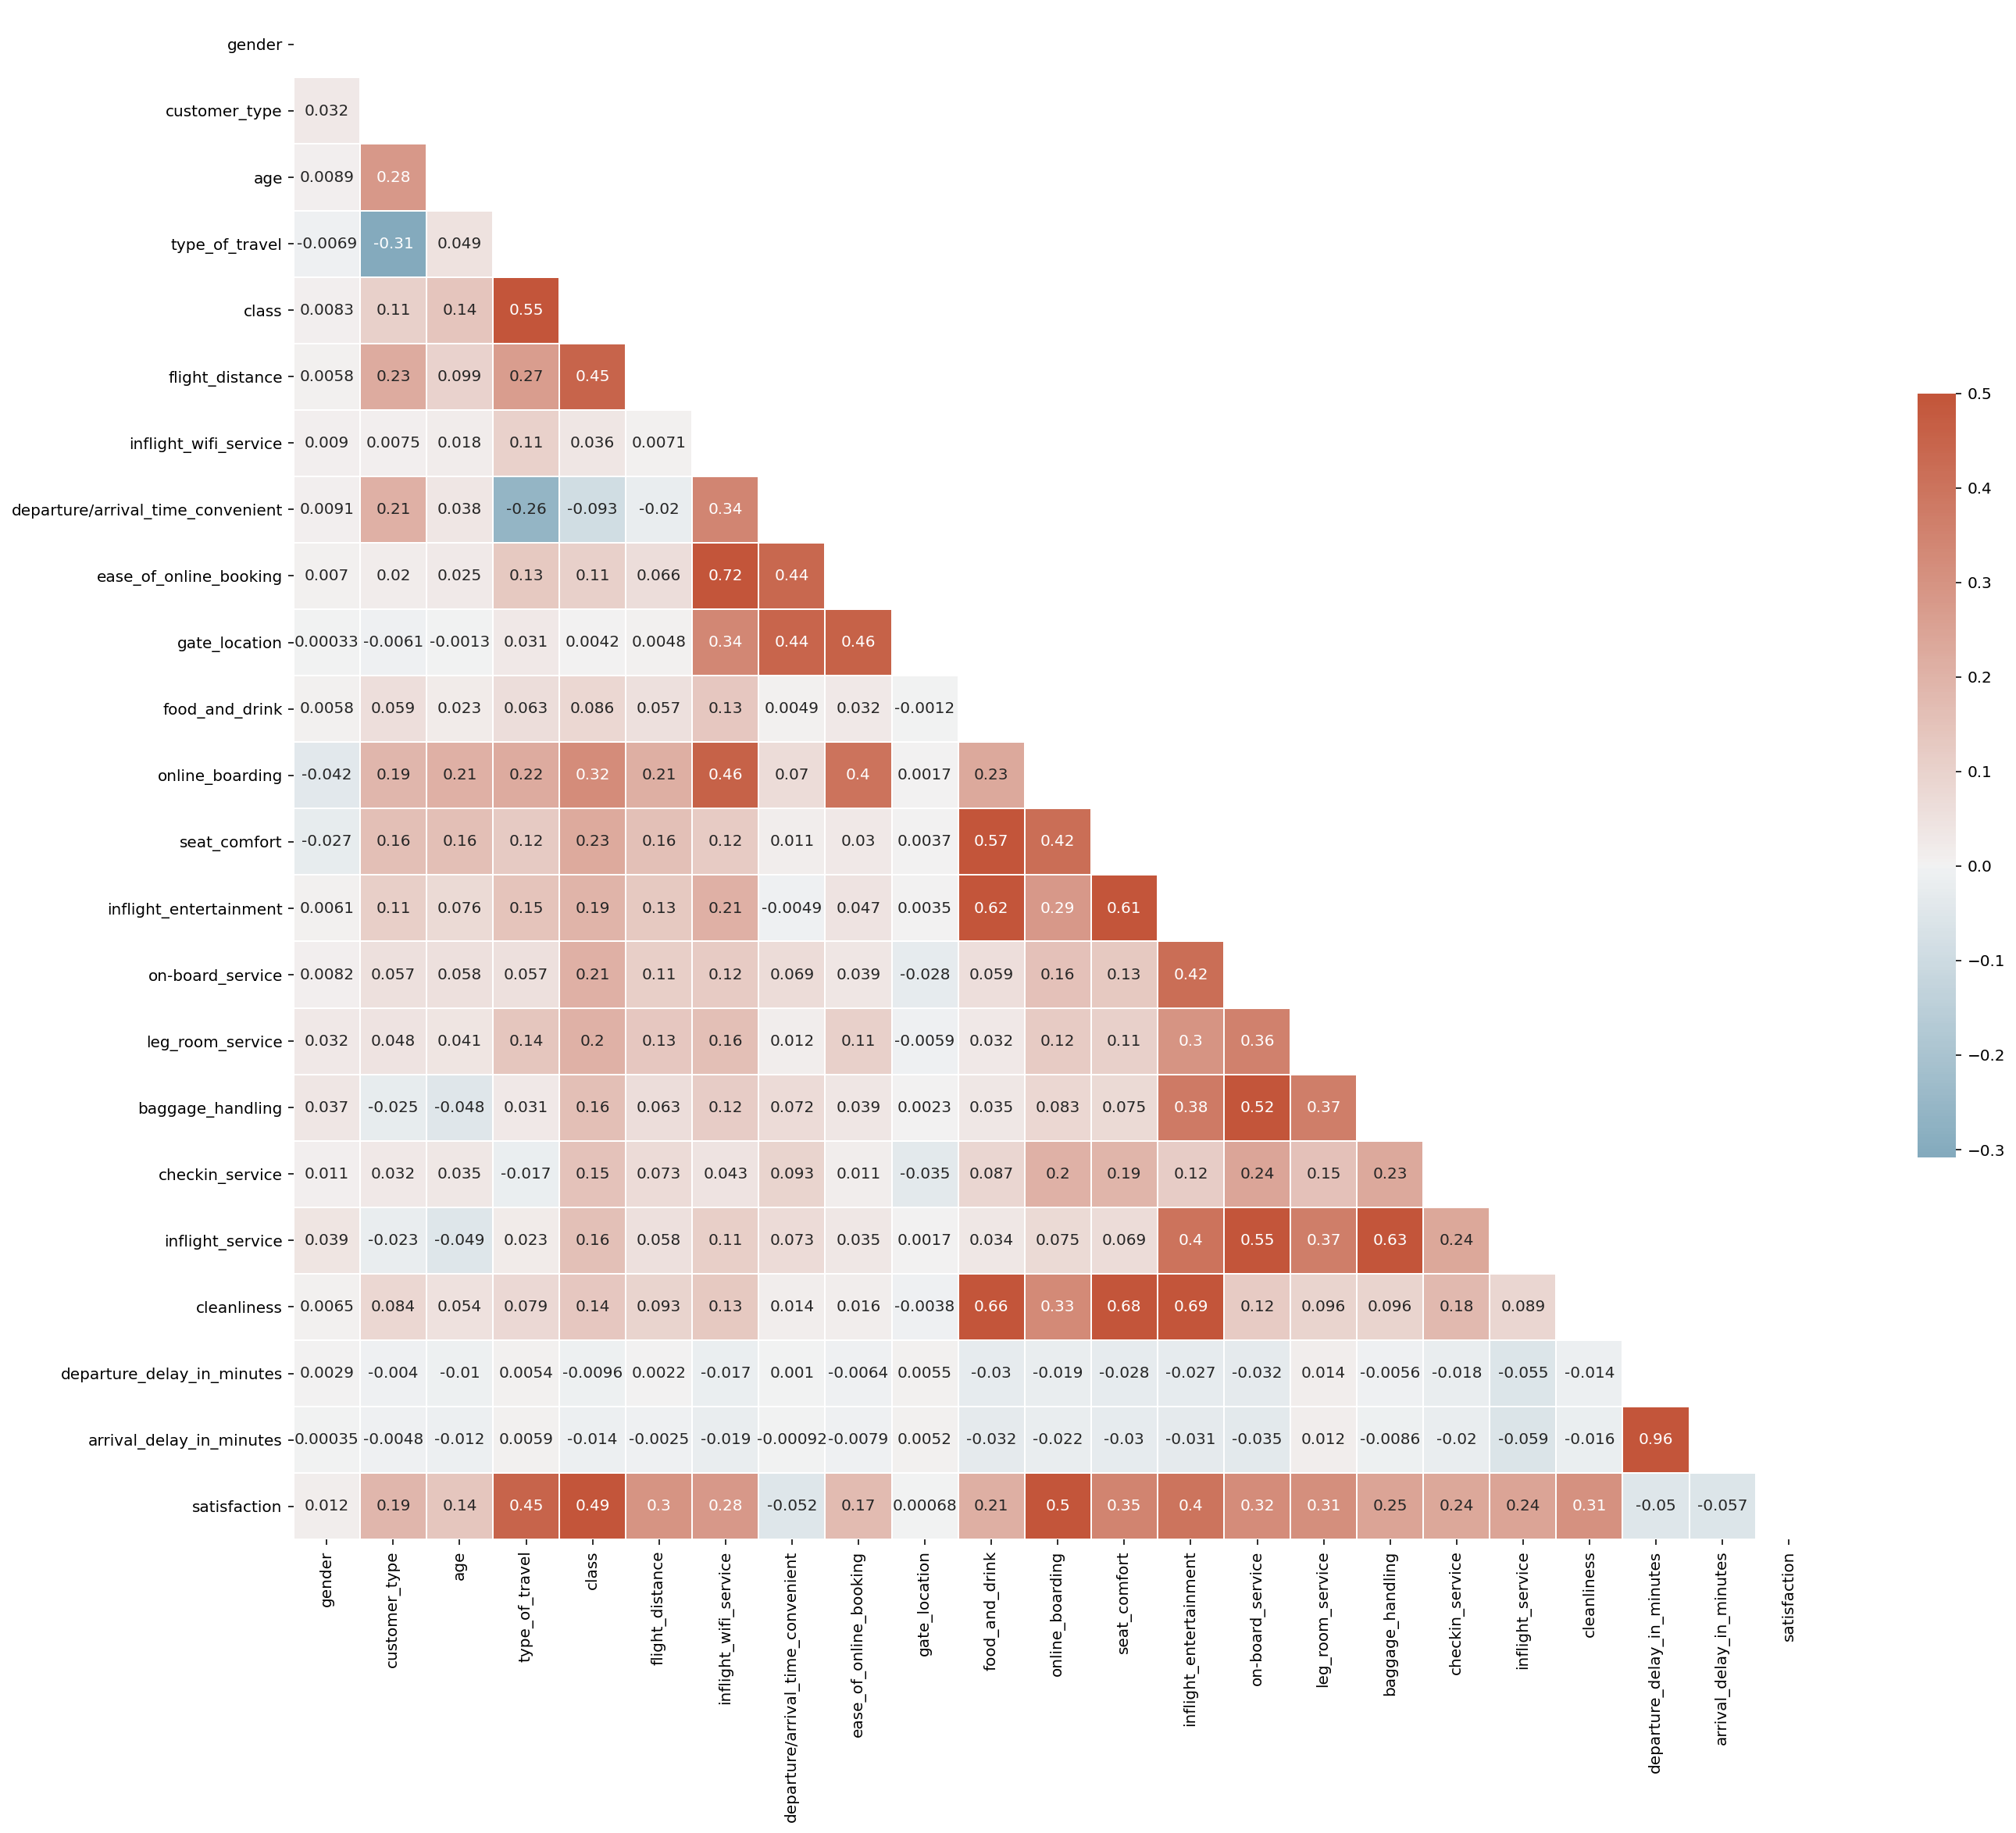 gender
customer_type 0.032
age 0.0089 0.28
type_of_travel -0.0069 -0.31 0.049
class 0.0083 0.11 0.14 0.55
flight_distance 0.0058 0.23 0.099 0.27 0.45
inflight_wifi_service 0.009 0.0075 0.018 0.11 0.036 0.0071
departure/arrival_time_convenient 0.0091 0.21 0.038 -0.26 -0.093 -0.02 0.34
ease_of_online_booking 0.007 0.02 0.025 0.13 0.11 0.066 0.72 0.44
gate_location 0.00033 -0.0061 -0.0013 0.031 0.0042 0.0048 0.34 0.44 0.46
food_and_drink 0.0058 0.059 0.023 0.063 0.086 0.057 0.13 0.0049 0.032 -0.0012
online_boarding -0.042 0.19 0.21 0.22 0.32 0.21 0.46 0.07 0.4 0.0017 0.23
seat_comfort -0.027 0.16 0.16 0.12 0.23 0.16 0.12 0.011 0.03 0.0037 0.57 0.42
inflight_entertainment 0.0061 0.11 0.076 0.15 0.19 0.13 0.21 -0.0049 0.047 0.0035 0.62 0.29 0.61
on-board_service 0.0082 0.057 0.058 0.057 0.21 0.11 0.12 0.069 0.039 -0.028 0.059 0.16 0.13 0.42
leg_room_service 0.032 0.048 0.041 0.14 0.2 0.13 0.16 0.012 0.11 -0.0059 0.032 0.12 0.11 0.3 0.36
baggage_handling 0.037 -0.025 -0.048 0.031 0.16 0.063 0.12 0.072 0.039 0.0023 0.035 0.083 0.075 0.38 0.52 0.37
checkin_service 0.011 0.032 0.035 -0.017 0.15 0.073 0.043 0.093 0.011 -0.035 0.087 0.2 0.19 0.12 0.24 0.15 0.23
inflight_service 0.039 -0.023 -0.049 0.023 0.16 0.058 0.11 0.073 0.035 0.0017 0.034 0.075 0.069 0.4 0.55 0.37 0.63 0.24
cleanliness 0.0065 0.084 0.054 0.079 0.14 0.093 0.13 0.014 0.016 -0.0038 0.66 0.33 0.68 0.69 0.12 0.096 0.096 0.18 0.089
departure_delay_in_minutes 0.0029 -0.004 -0.01 0.0054 -0.0096 0.0022 -0.017 0.001 -0.0064 0.0055 -0.03 -0.019 -0.028 -0.027 -0.032 0.014 -0.0056 -0.018 -0.055 -0.014
arrival_delay_in_minutes -0.00035 -0.0048 -0.012 0.0059 -0.014 -0.0025 -0.019 -0.00092 -0.0079 0.0052 -0.032 -0.022 -0.03 -0.031 -0.035 0.012 -0.0086 -0.02 -0.059 -0.016 0.96
satisfaction 0.012 0.19 0.14 0.45 0.49 0.3 0.28 -0.052 0.17 0.00068 0.21 0.5 0.35 0.4 0.32 0.31 0.25 0.24 0.24 0.31 -0.05 -0.057
gender
customer_type
age
type_of_travel
class
flight_distance
inflight_wifi_service
departure/arrival_time_convenient
ease_of_online_booking
gate_location
food_and_drink
online_boarding
seat_comfort
inflight_entertainment
on-board_service
leg_room_service
baggage_handling
checkin_service
inflight_service
cleanliness
departure_delay_in_minutes
arrival_delay_in_minutes
satisfaction
0.5
0.4
0.3
0.2
0.1
0.0
−0.1
−0.2
−0.3